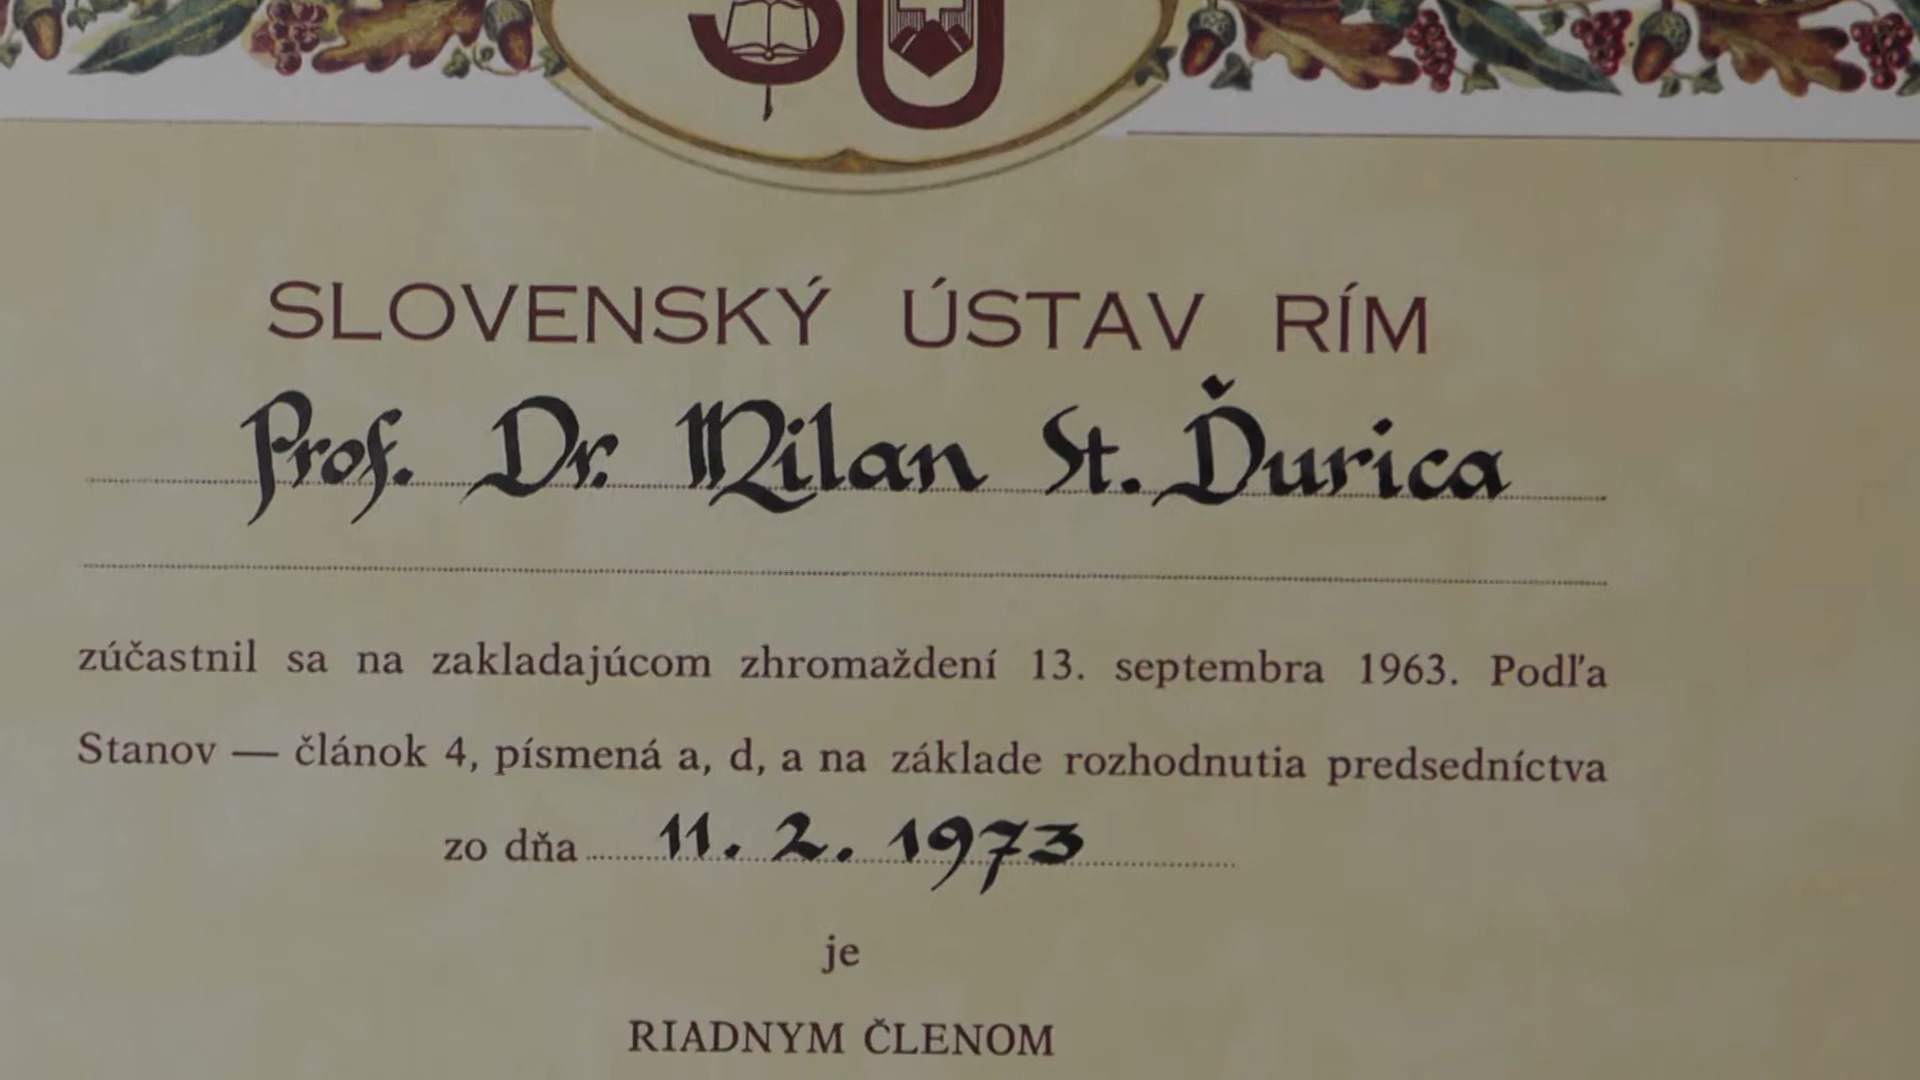 SÚ
SLOVENSKÝ ÚSTAV RÍM
Prof. Dr. Milan St. Ďurica
zúčastnil sa na zakladajúcom zhromaždení 13. septembra 1963. Podľa
Stanov — článok 4, písmená a, d, a na základe rozhodnutia predsedníctva
zo dňa 11. 2. 1973
je
RIADNYM ČLENOM